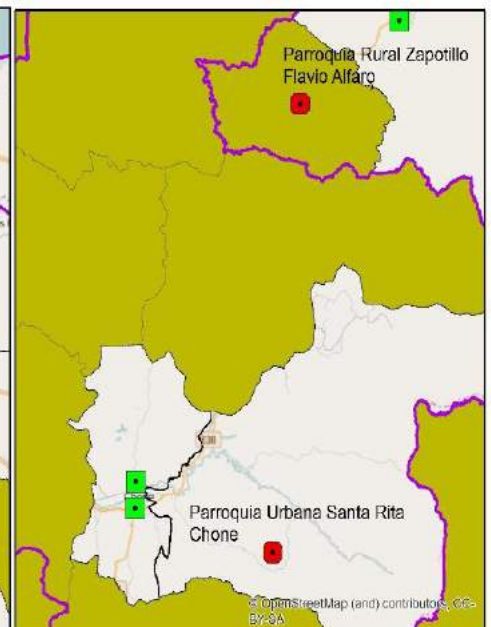 Parroquia Rural Zapotillo
Flavio Alfaro
Parroquia Urbana Santa Rita
Chone
© OpenStreetMap (and) contributors, CC-
BY-SA